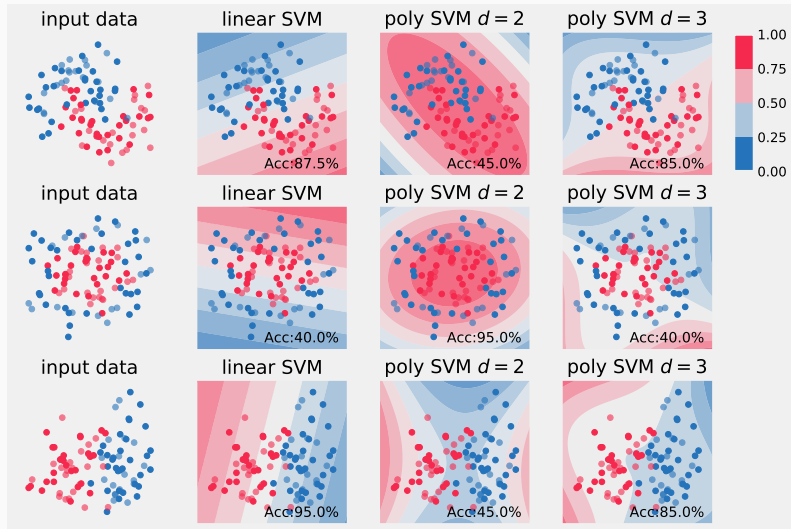 input data
linear SVM
poly SVM d = 2
poly SVM d = 3
Acc:87.5%
Acc:45.0%
Acc:85.0%
1.00
0.75
0.50
0.25
0.00
input data
linear SVM
poly SVM d = 2
poly SVM d = 3
Acc:40.0%
Acc:95.0%
Acc:40.0%
input data
linear SVM
poly SVM d = 2
poly SVM d = 3
Acc:95.0%
Acc:45.0%
Acc:85.0%